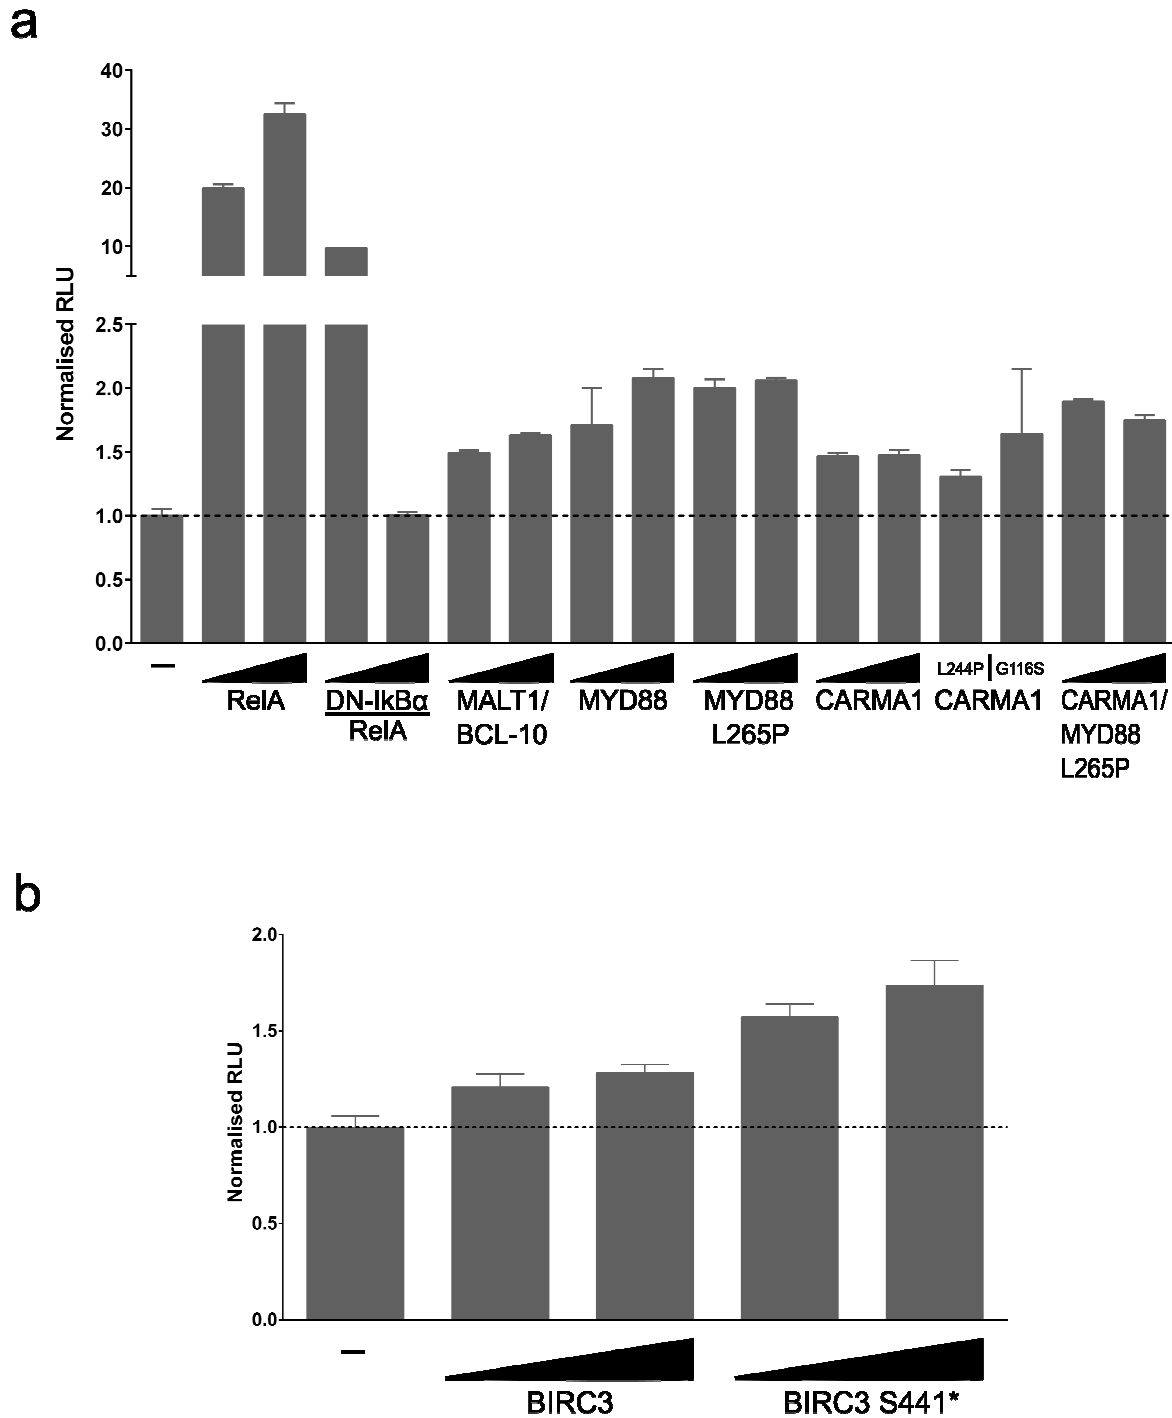 a
Normalised RLU
40
30
20
10
2.5
2.0
1.5
1.0
0.5
0.0
–
RelA
DN-IkBα
RelA
MALT1/
BCL-10
MYD88
MYD88
L265P
CARMA1
L244P|G116S
CARMA1
CARMA1/
MYD88
L265P
b
Normalised RLU
2.0
1.5
1.0
0.5
0.0
–
BIRC3
BIRC3 S441*